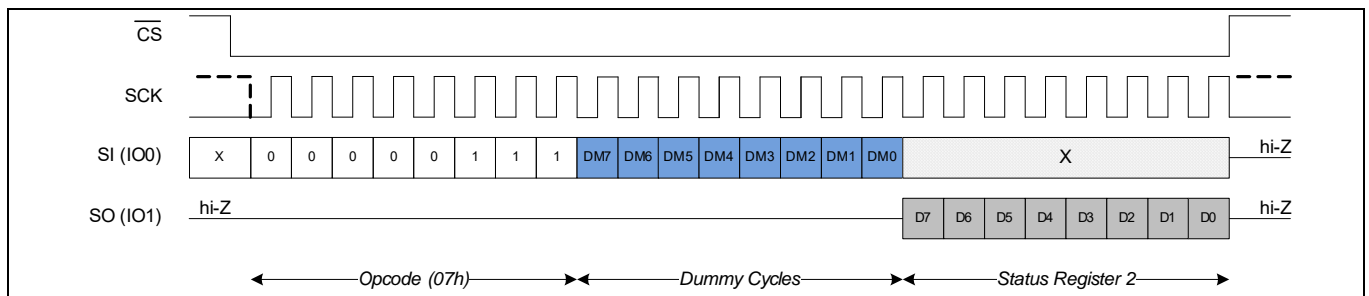 CS
SCK
SI (IO0) X 0 0 0 0 0 1 1 1 DM7 DM6 DM5 DM4 DM3 DM2 DM1 DM0 X hi-Z
SO (IO1) hi-Z D7 D6 D5 D4 D3 D2 D1 D0 hi-Z
Opcode (07h) Dummy Cycles Status Register 2